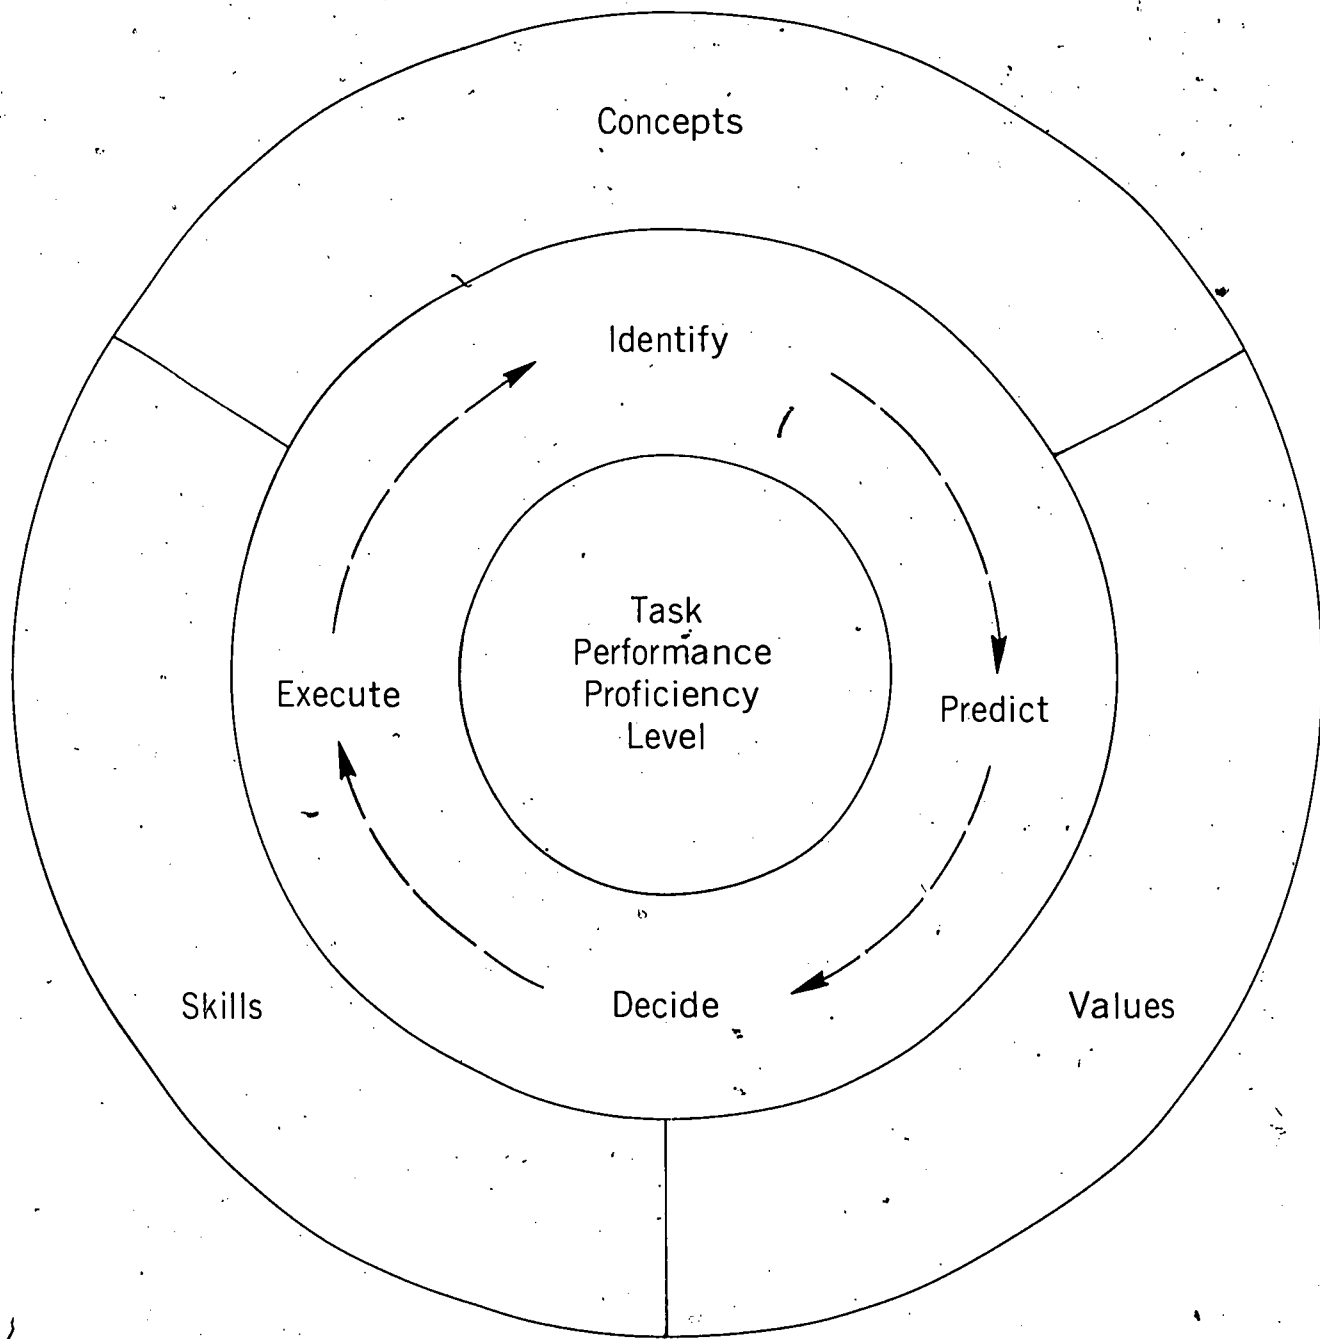 Concepts
Identify
Task
Performance
Proficiency
Level
Execute
Predict
Decide
Skills
Values